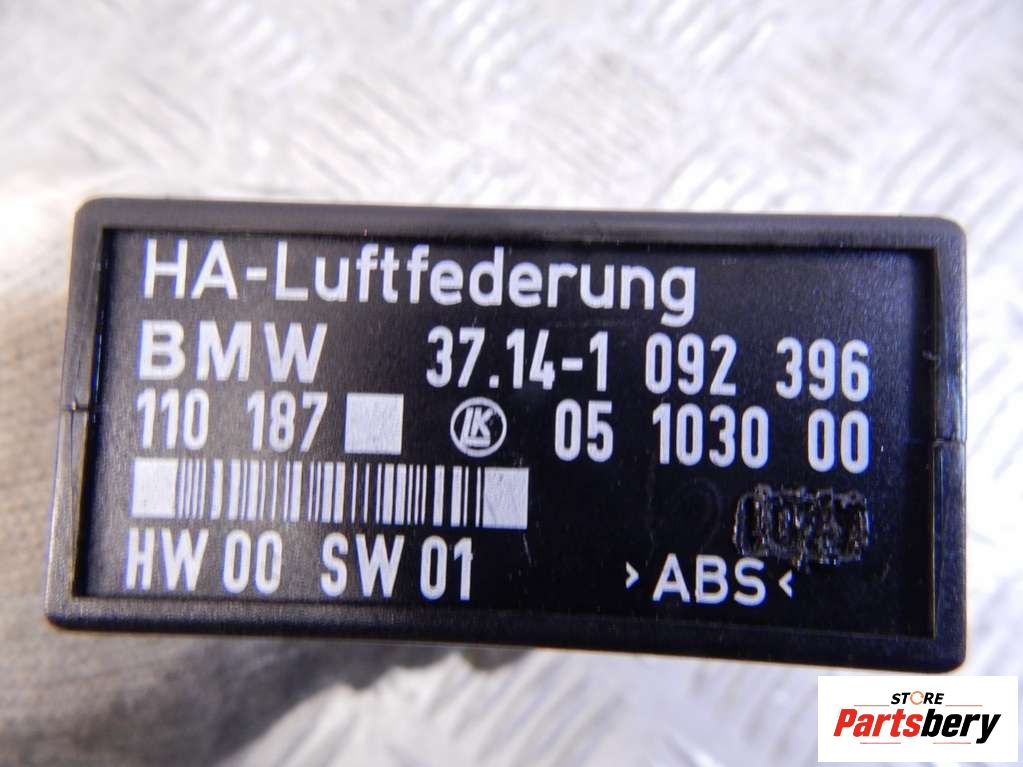 HA-Luftfederung
BMW 37.14-1 092 396
110 187 LK 05 1030 00
HW 00 SW 01 >ABS<
STORE
Partsbery